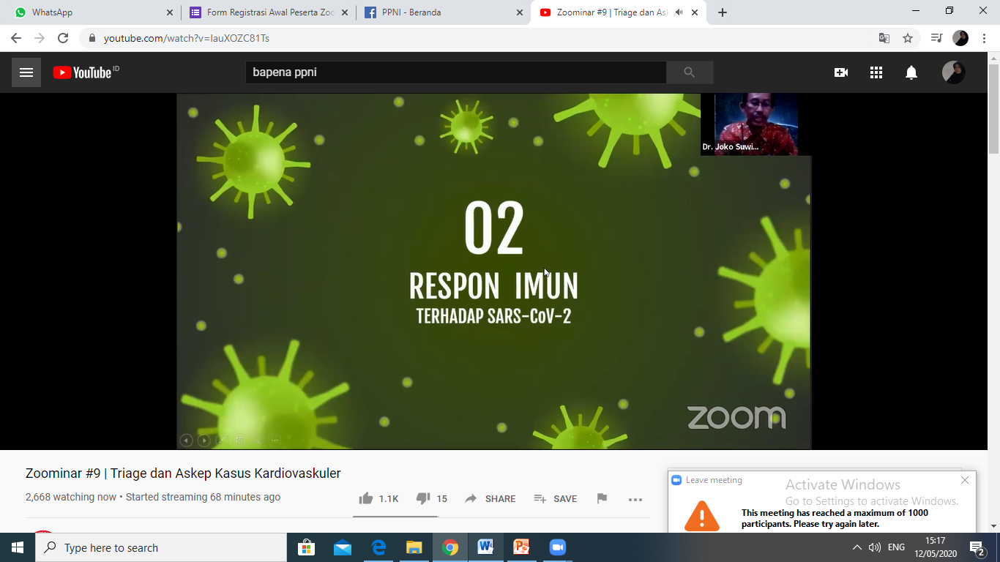 WhatsApp
Form Registrasi Awal Peserta Zoo
PPNI - Beranda
Zoominar #9 | Triage dan Ask
youtube.com/watch?v=IauXOZC81Ts
YouTube ID
bapena ppni
Dr. Joko Suwi...
02
RESPON IMUN
TERHADAP SARS-CoV-2
zoom
Zoominar #9 | Triage dan Askep Kasus Kardiovaskuler
2,668 watching now • Started streaming 68 minutes ago
1.1K
15
SHARE
SAVE
Leave meeting
Activate Windows
Go to Settings to activate Windows.
This meeting has reached a maximum of 1000
participants. Please try again later.
Type here to search
ENG
15:17
12/05/2020
2